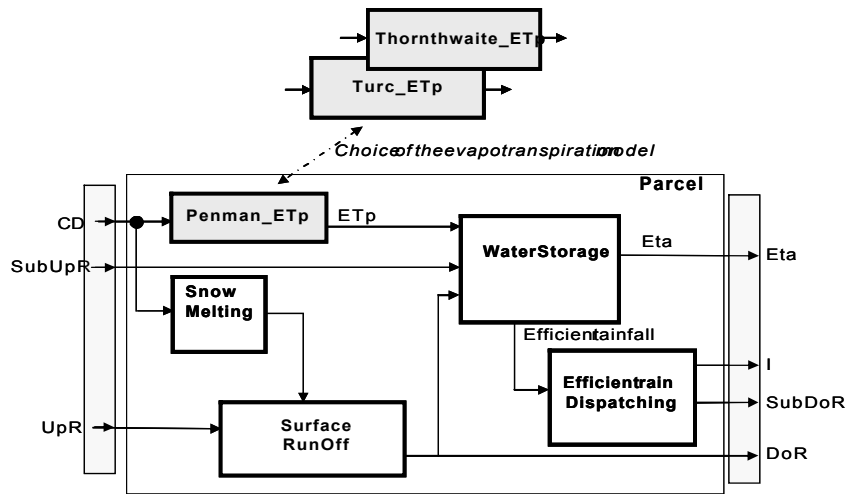 Thornthwaite_ETp
Turc_ETp
Choiceoftheevapotranspirationmodel
Parcel
CD
Penman_ETp
ETp
WaterStorage
Eta
Eta
SubUpR
Snow
Melting
Efficientrainfall
I
Efficientrain
Dispatching
SubDoR
UpR
Surface
RunOff
DoR